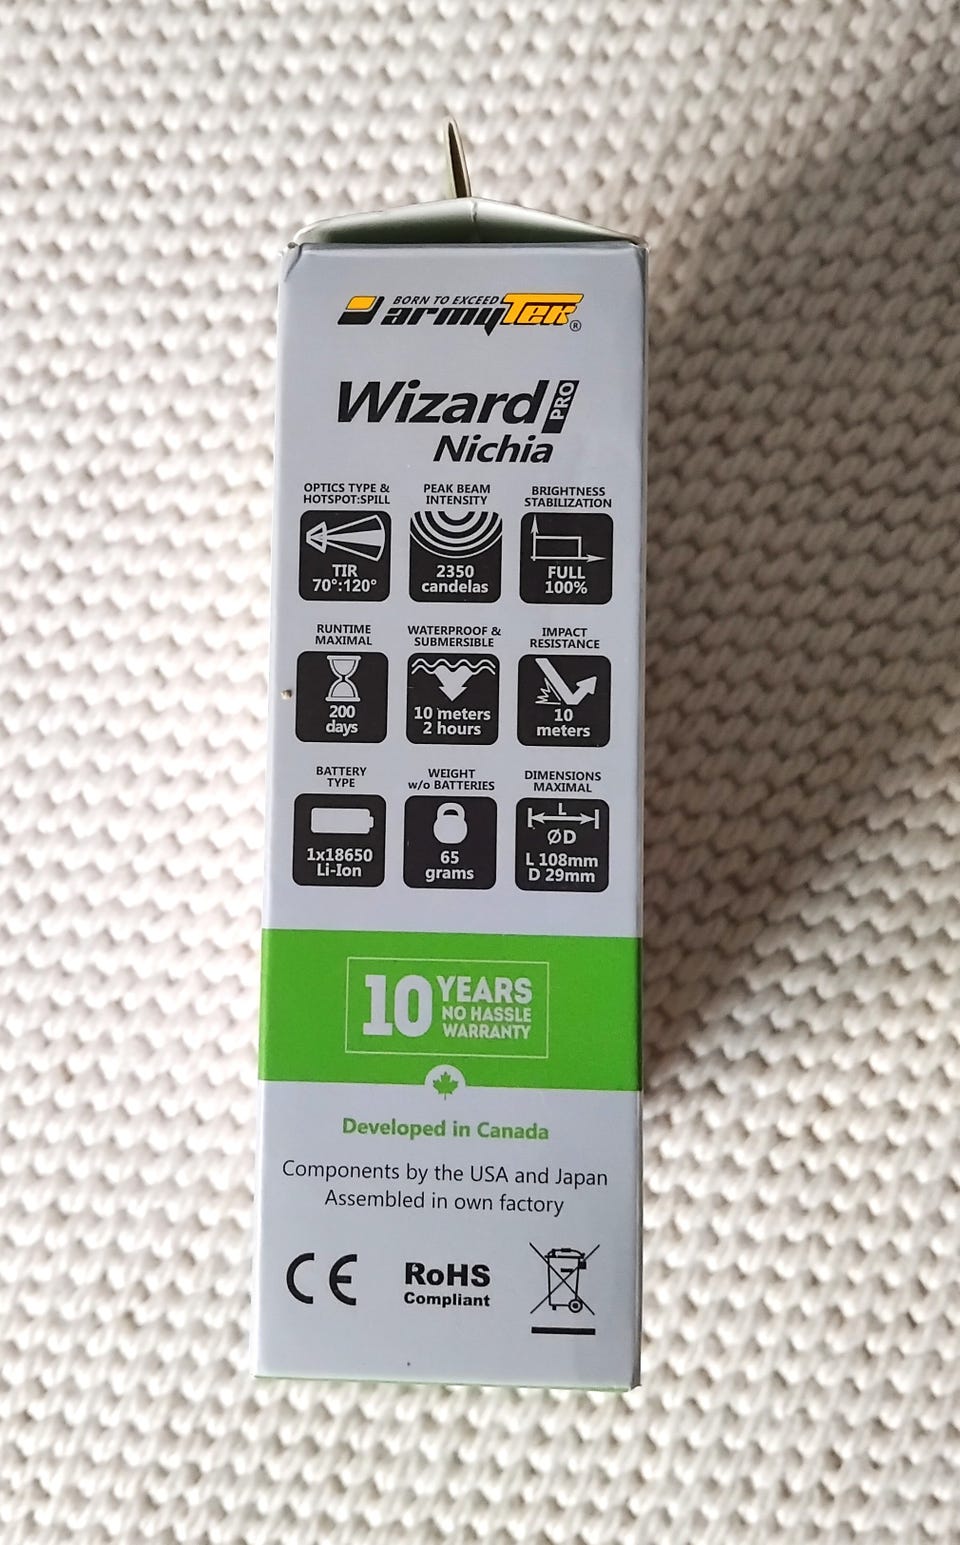 BORN TO EXCEED
armyTek®
Wizard PRO
Nichia
OPTICS TYPE &
HOTSPOT:SPILL
TIR
70°:120°
PEAK BEAM
INTENSITY
2350
candelas
BRIGHTNESS
STABILIZATION
FULL
100%
RUNTIME
MAXIMAL
200
days
WATERPROOF &
SUBMERSIBLE
10 meters
2 hours
IMPACT
RESISTANCE
10
meters
BATTERY
TYPE
1x18650
Li-Ion
WEIGHT
w/o BATTERIES
65
grams
DIMENSIONS
MAXIMAL
L
ØD
L 108mm
D 29mm
10 YEARS
NO HASSLE
WARRANTY
Developed in Canada
Components by the USA and Japan
Assembled in own factory
CE
RoHS
Compliant